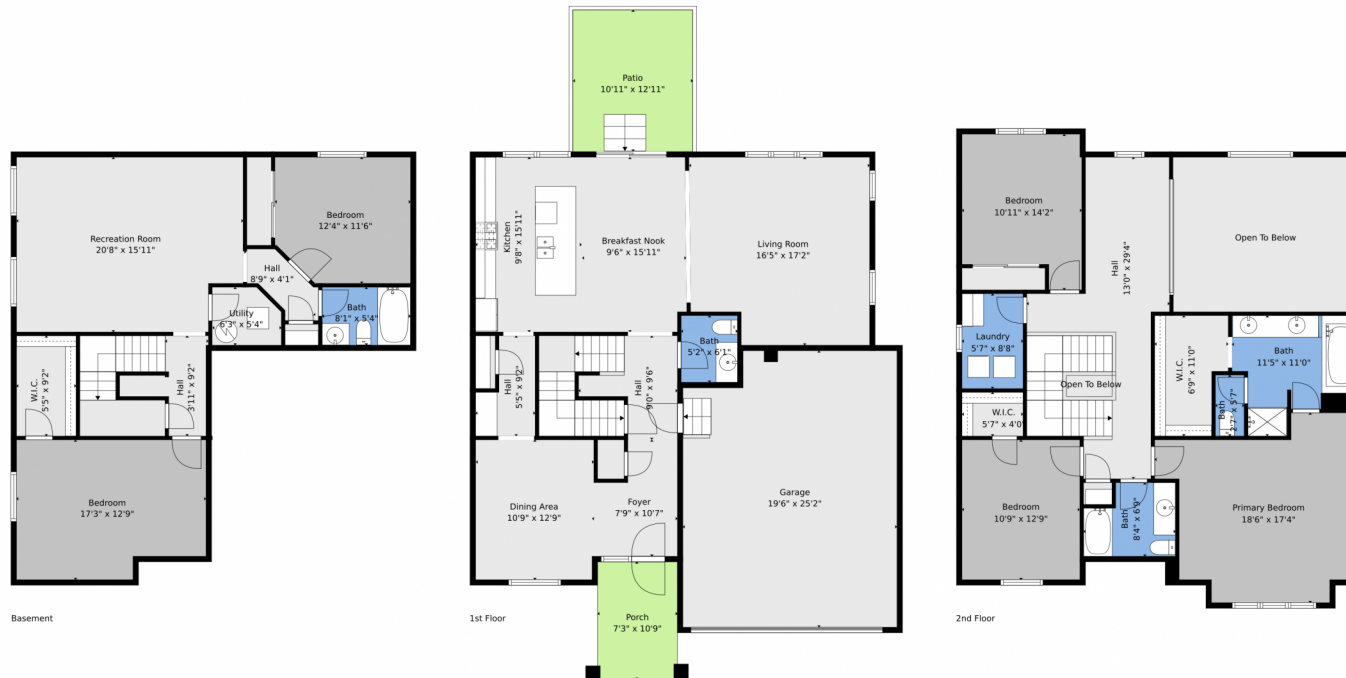 Recreation Room
20'8" x 15'11"
Bedroom
12'4" x 11'6"
Hall
8'9" x 4'1"
Utility
6'3" x 5'4"
Bath
8'1" x 5'4"
W.I.C.
5'5" x 9'2"
Hall
3'11" x 9'2"
Bedroom
17'3" x 12'9"
Basement
Patio
10'11" x 12'11"
Kitchen
9'8" x 15'11"
Breakfast Nook
9'6" x 15'11"
Living Room
16'5" x 17'2"
Bath
5'2" x 6'1"
Hall
5'5" x 9'2"
Hall
9'0" x 9'6"
Dining Area
10'9" x 12'9"
Foyer
7'9" x 10'7"
Garage
19'6" x 25'2"
Porch
7'3" x 10'9"
1st Floor
Bedroom
10'11" x 14'2"
Hall
13'0" x 29'4"
Open To Below
Laundry
5'7" x 8'8"
Open To Below
W.I.C.
6'9" x 11'0"
Bath
11'5" x 11'0"
W.I.C.
5'7" x 4'0"
Bath
2'7" x 5'7"
Bedroom
10'9" x 12'9"
Bath
8'4" x 6'9"
Primary Bedroom
18'6" x 17'4"
2nd Floor